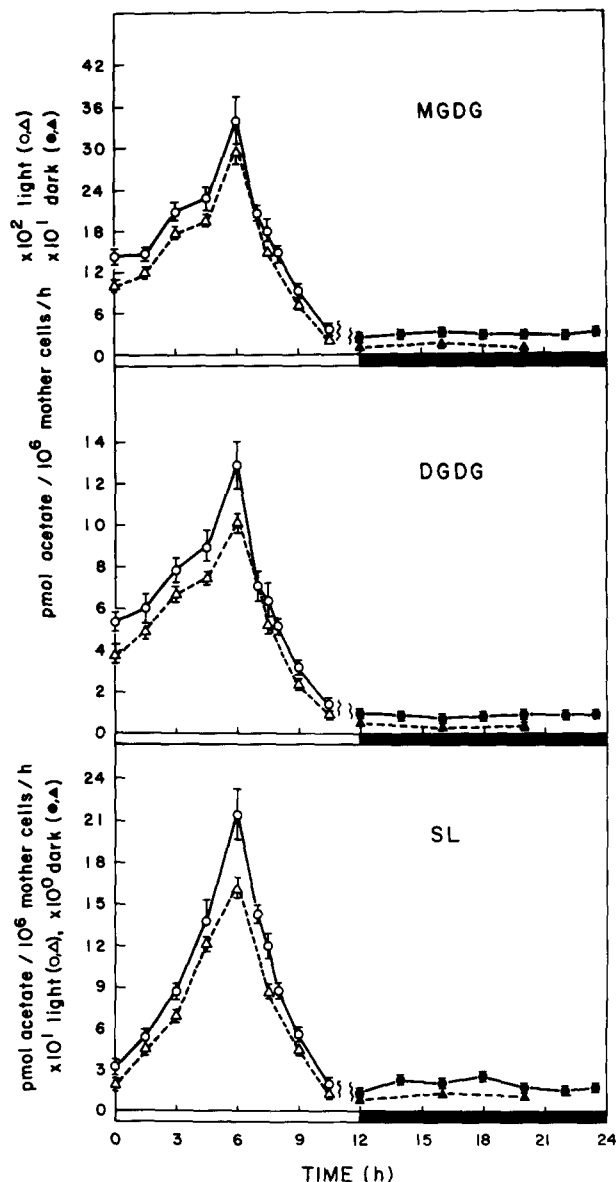 MGDG
42
36
30
24
18
12
6
0
x10² light (o,△)
x10¹ dark (●,▲)
pmol acetate / 10⁶ mother cells / h
DGDG
14
12
10
8
6
4
2
0
SL
21
24
18
15
12
9
6
3
0
pmol acetate / 10⁶ mother cells / h
x10¹ light (o,△), x10⁰ dark (●,▲)
0 3 6 9 12 15 18 21 24
TIME (h)